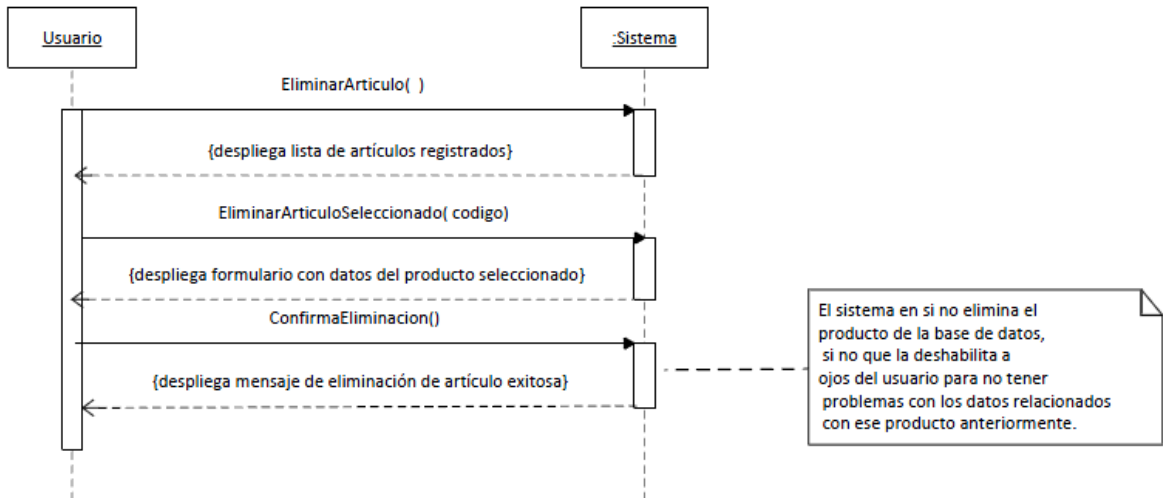 Usuario
:Sistema
EliminarArticulo( )
{despliega lista de artículos registrados}
EliminarArticuloSeleccionado( codigo)
{despliega formulario con datos del producto seleccionado}
ConfirmaEliminacion()
{despliega mensaje de eliminación de artículo exitosa}
El sistema en si no elimina el
producto de la base de datos,
si no que la deshabilita a
ojos del usuario para no tener
problemas con los datos relacionados
con ese producto anteriormente.